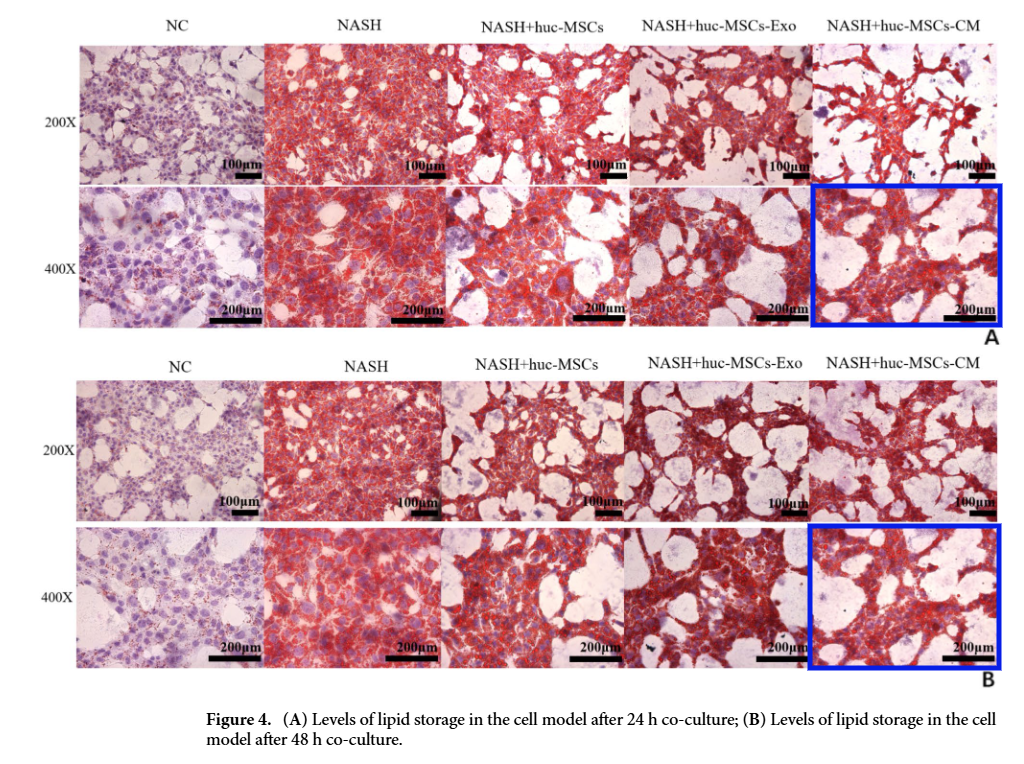 NC NASH NASH+huc-MSCs NASH+huc-MSCs-Exo NASH+huc-MSCs-CM
200X 100μm 100μm 100μm 100μm 100μm
400X 200μm 200μm 200μm 200μm 200μm
A
NC NASH NASH+huc-MSCs NASH+huc-MSCs-Exo NASH+huc-MSCs-CM
200X 100μm 100μm 100μm 100μm 100μm
400X 200μm 200μm 200μm 200μm 200μm
B
Figure 4. (A) Levels of lipid storage in the cell model after 24 h co-culture; (B) Levels of lipid storage in the cell
model after 48 h co-culture.